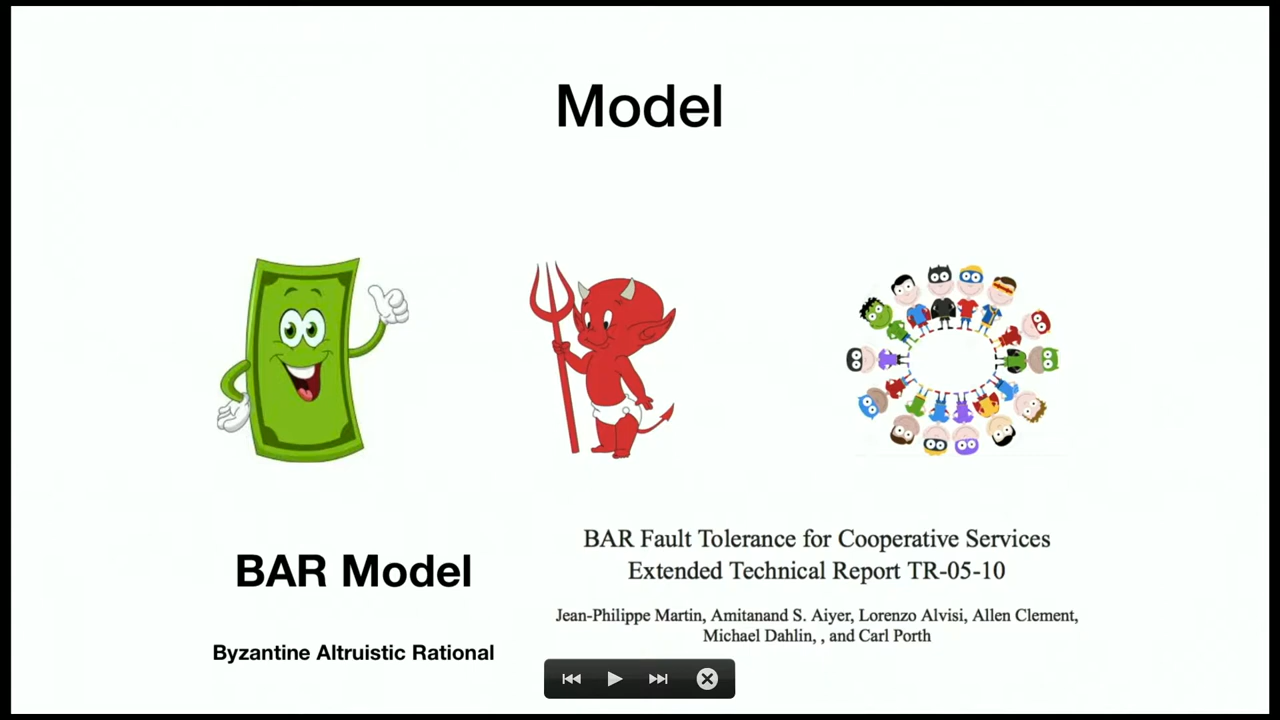 Model
BAR Model
Byzantine Altruistic Rational
BAR Fault Tolerance for Cooperative Services
Extended Technical Report TR-05-10
Jean-Philippe Martin, Amitanand S. Aiyer, Lorenzo Alvisi, Allen Clement,
Michael Dahlin, , and Carl Porth